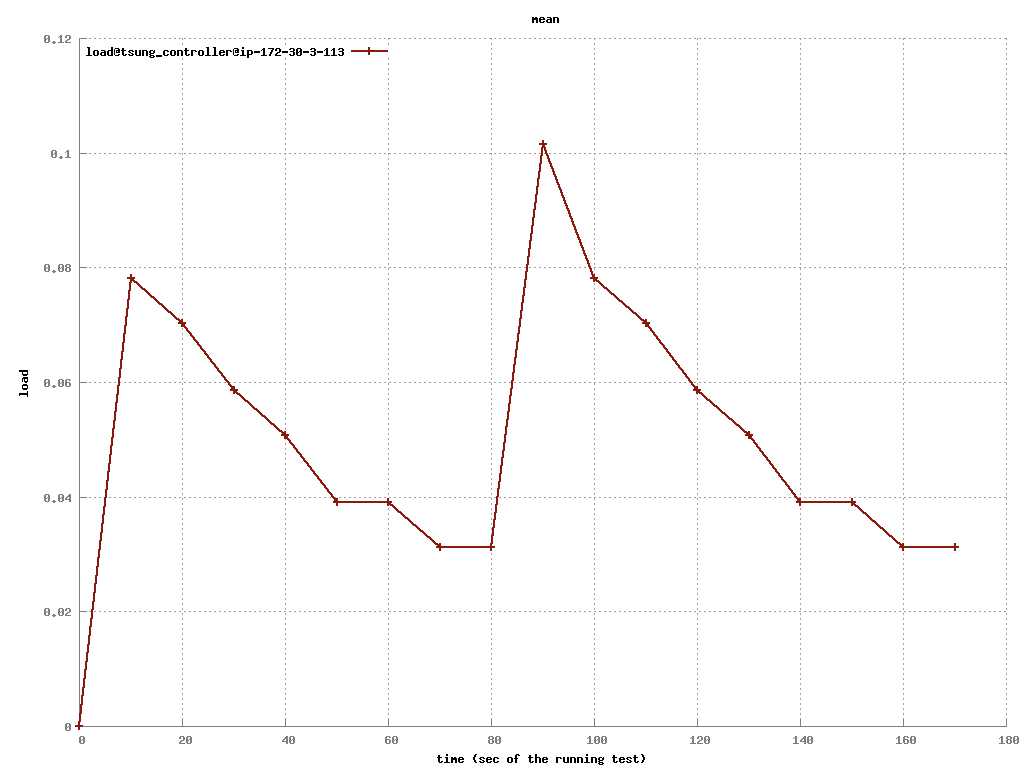 mean
load@tsung_controller@ip-172-30-3-113
0.12
0.1
0.08
0.06
0.04
0.02
0
load
0 20 40 60 80 100 120 140 160 180
time (sec of the running test)